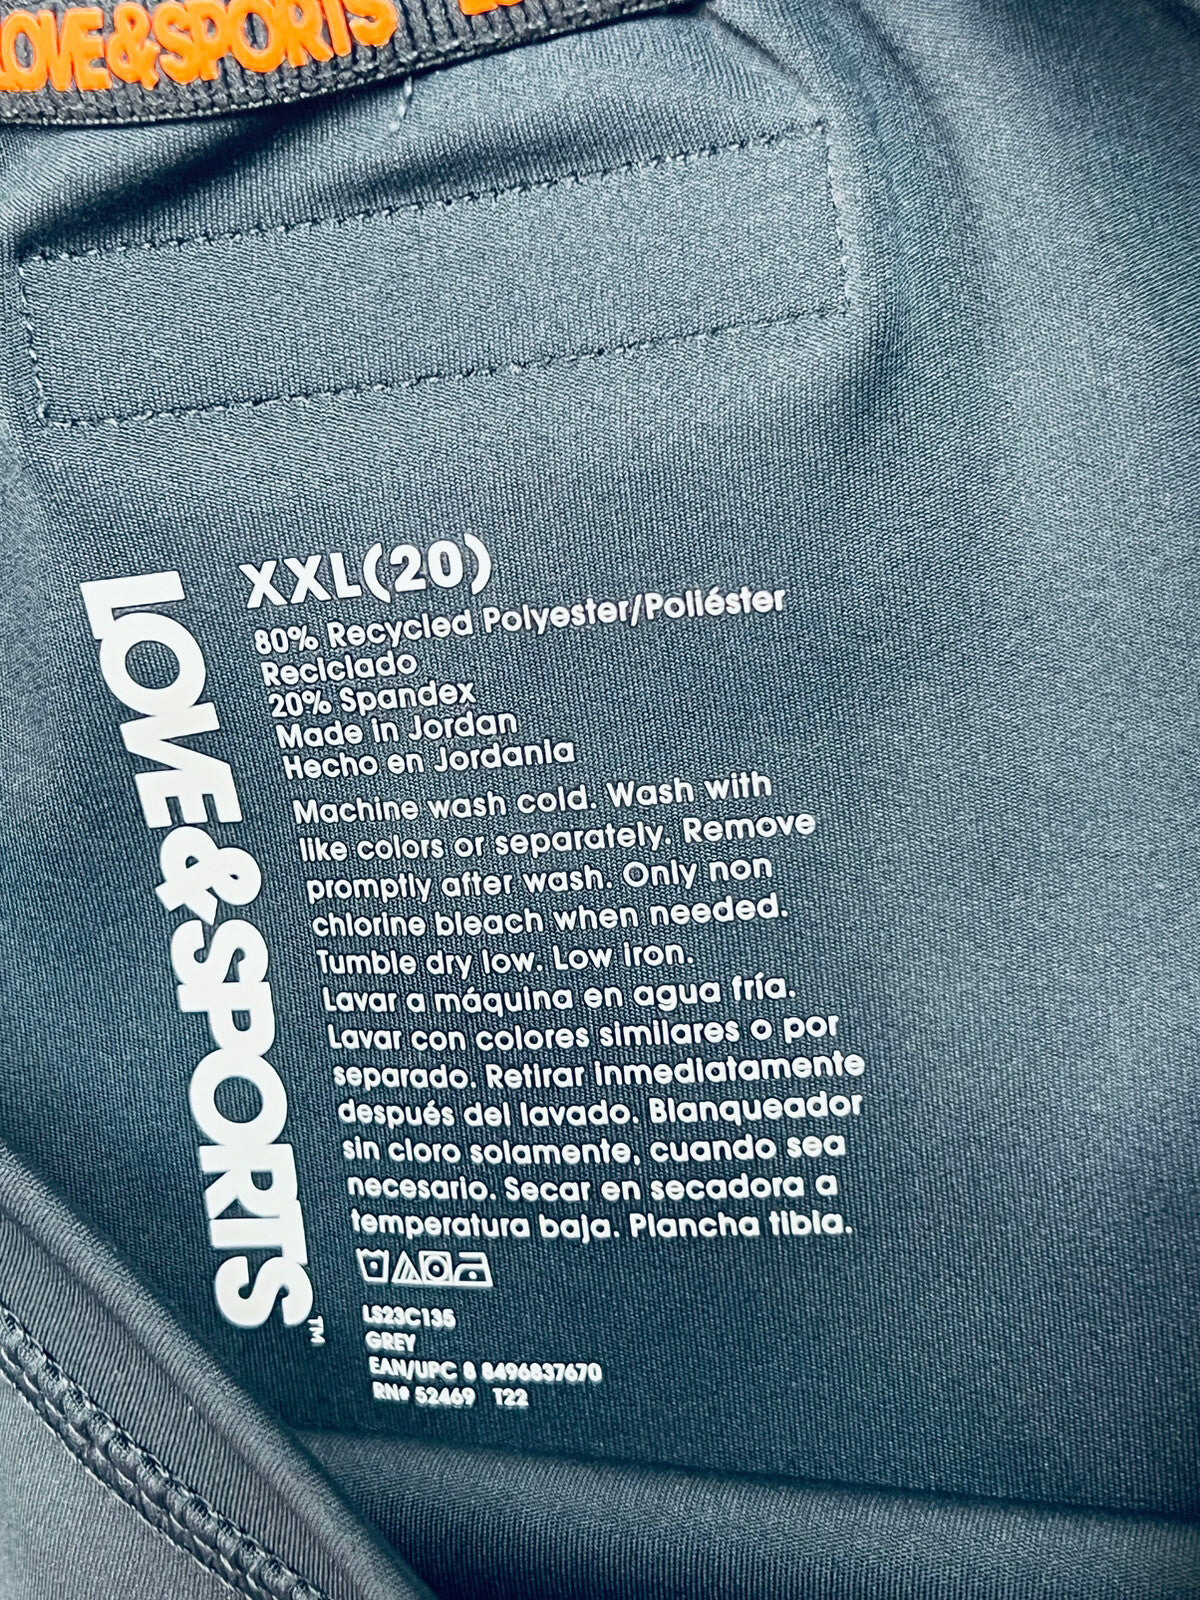 LOVE&SPORTS
XXL(20)
80% Recycled Polyester/Poliéster
Reciclado
20% Spandex
Made in Jordan
Hecho en Jordania
Machine wash cold. Wash with
like colors or separately. Remove
promptly after wash. Only non
chlorine bleach when needed.
Tumble dry low. Low iron.
Lavar a máquina en agua fría.
Lavar con colores similares o por
separado. Retirar inmediatamente
después del lavado. Blanqueador
sin cloro solamente, cuando sea
necesario. Secar en secadora a
temperatura baja. Plancha tibia.
LS23C135
GREY
EAN/UPC 8 8496837670
RN# 52469 T22
LOVE&SPORTS™